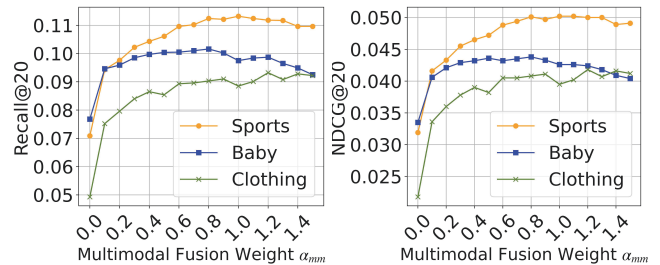 Recall@20
0.11
0.10
0.09
0.08
0.07
0.06
0.05
Sports
Baby
Clothing
0.0
0.2
0.4
0.6
0.8
1.0
1.2
1.4
Multimodal Fusion Weight αmm
NDCG@20
0.050
0.045
0.040
0.035
0.030
0.025
Sports
Baby
Clothing
0.0
0.2
0.4
0.6
0.8
1.0
1.2
1.4
Multimodal Fusion Weight αmm